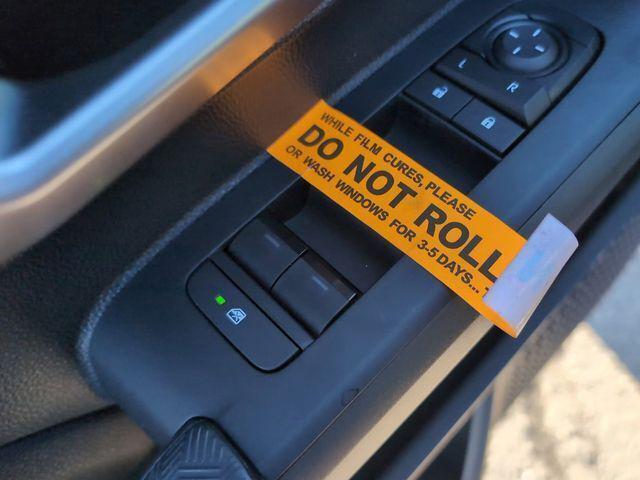 L
R
WHILE FILM CURES, PLEASE
DO NOT ROLL
OR WASH WINDOWS FOR 3-5 DAYS...